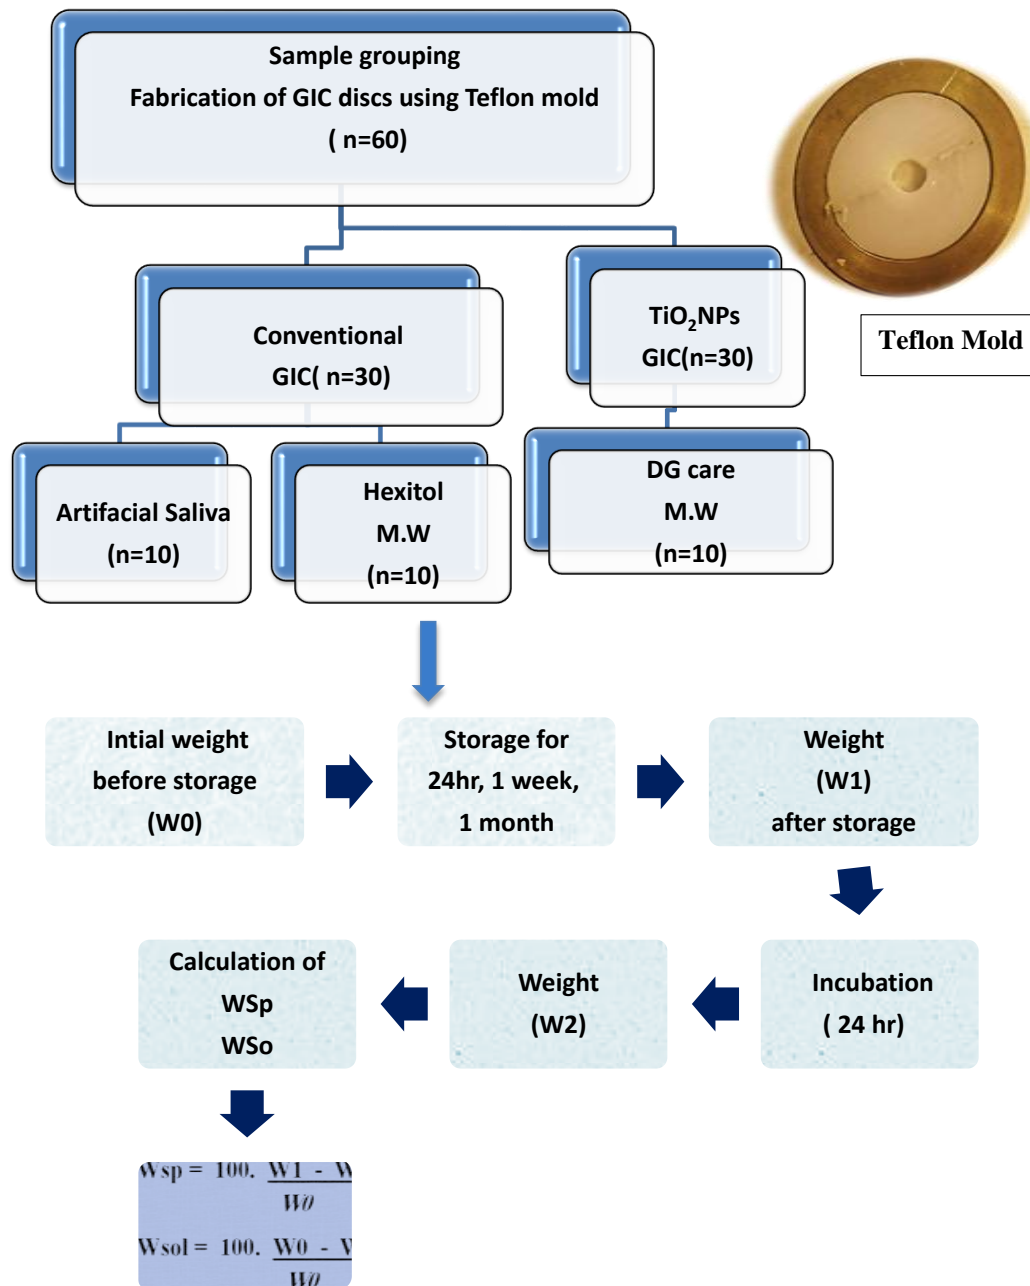 Sample grouping
Fabrication of GIC discs using Teflon mold
( n=60)
Teflon Mold
Conventional
GIC( n=30)
TiO₂NPs
GIC(n=30)
Artifacial Saliva
(n=10)
Hexitol
M.W
(n=10)
DG care
M.W
(n=10)
Intial weight
before storage
(W0)
Storage for
24hr, 1 week,
1 month
Weight
(W1)
after storage
Incubation
( 24 hr)
Weight
(W2)
Calculation of
WSp
WSo
Wsp = 100. W1 -
W0
Wsol = 100. W0 -
W0